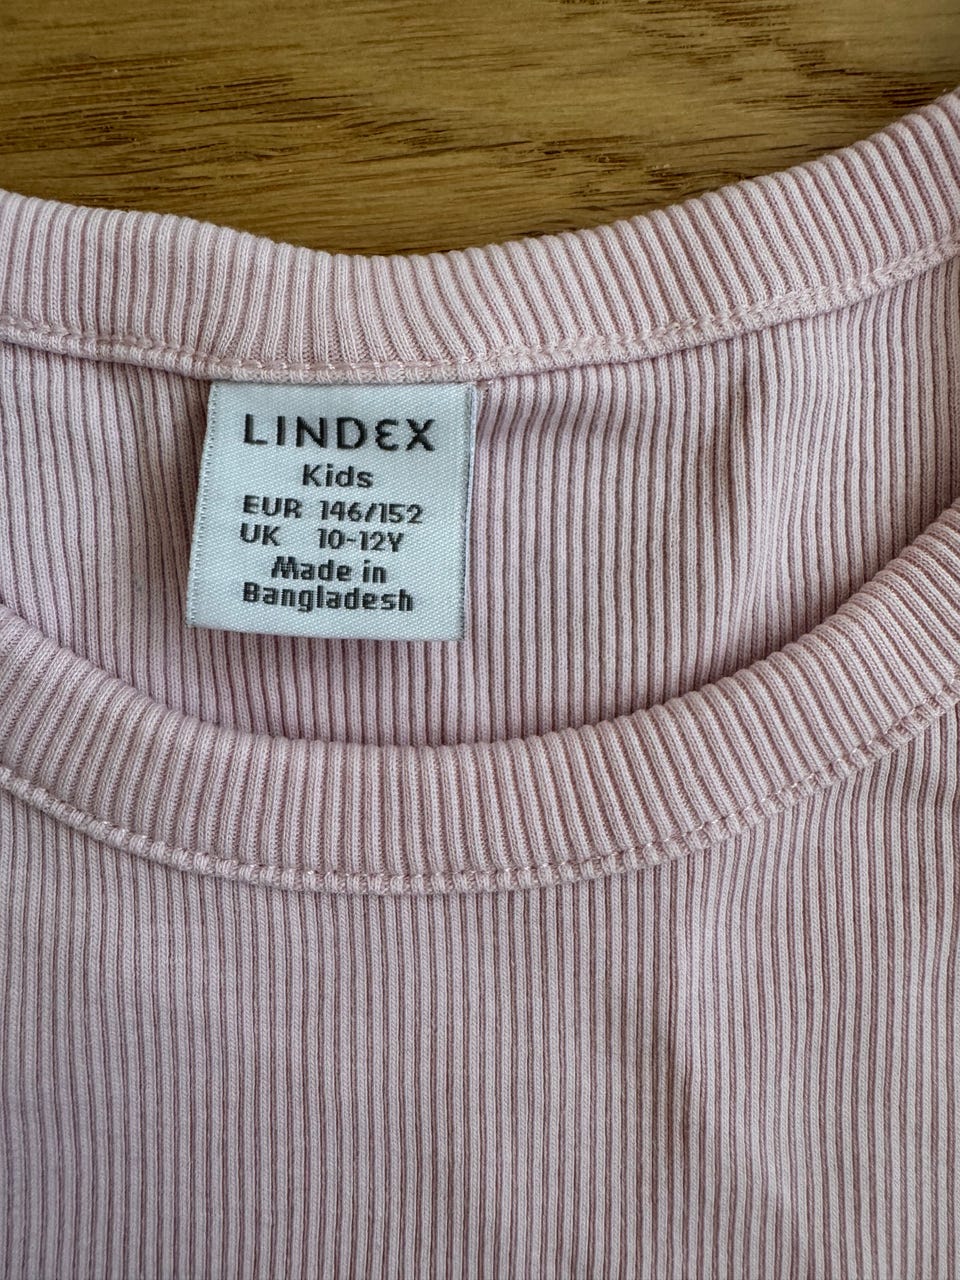 LINDEX
Kids
EUR 146/152
UK 10-12Y
Made in
Bangladesh